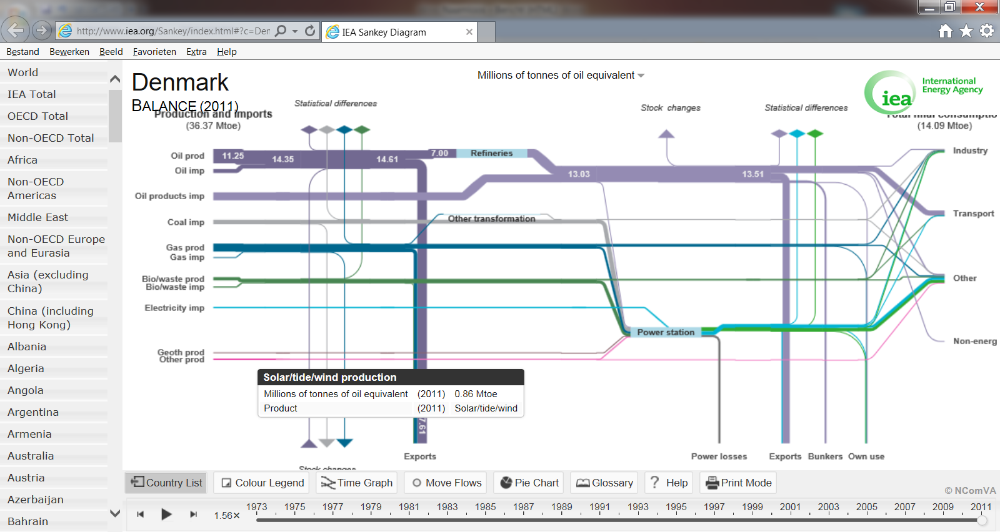 http://www.iea.org/Sankey/index.html#?c=Der
IEA Sankey Diagram
Bestand Bewerken Beeld Favorieten Extra Help
World
IEA Total
OECD Total
Non-OECD Total
Africa
Non-OECD
Americas
Middle East
Non-OECD Europe
and Eurasia
Asia (excluding
China)
China (including
Hong Kong)
Albania
Algeria
Angola
Argentina
Armenia
Australia
Austria
Azerbaijan
Bahrain
Denmark
BALANCE (2011)
Millions of tonnes of oil equivalent
iea
International
Energy Agency
Production and imports
(36.37 Mtoe)
Statistical differences
Stock changes
Statistical differences
Total final consumptio
(14.09 Mtoe)
Oil prod
11.25
14.35
14.61
7.00
Refineries
Oil imp
13.03
13.51
Oil products imp
Coal imp
Other transformation
Gas prod
Gas imp
Bio/waste prod
Bio/waste imp
Electricity imp
Power station
Geoth prod
Other prod
Industry
Transport
Other
Non-energ
Solar/tide/wind production
Millions of tonnes of oil equivalent (2011) 0.86 Mtoe
Product (2011) Solar/tide/wind
7.61
Exports
Power losses
Exports
Bunkers
Own use
Stock changes
Country List
Colour Legend
Time Graph
Move Flows
Pie Chart
Glossary
Help
Print Mode
© NComVA
1.56×
1973 1975 1977 1979 1981 1983 1985 1987 1989 1991 1993 1995 1997 1999 2001 2003 2005 2007 2009 2011